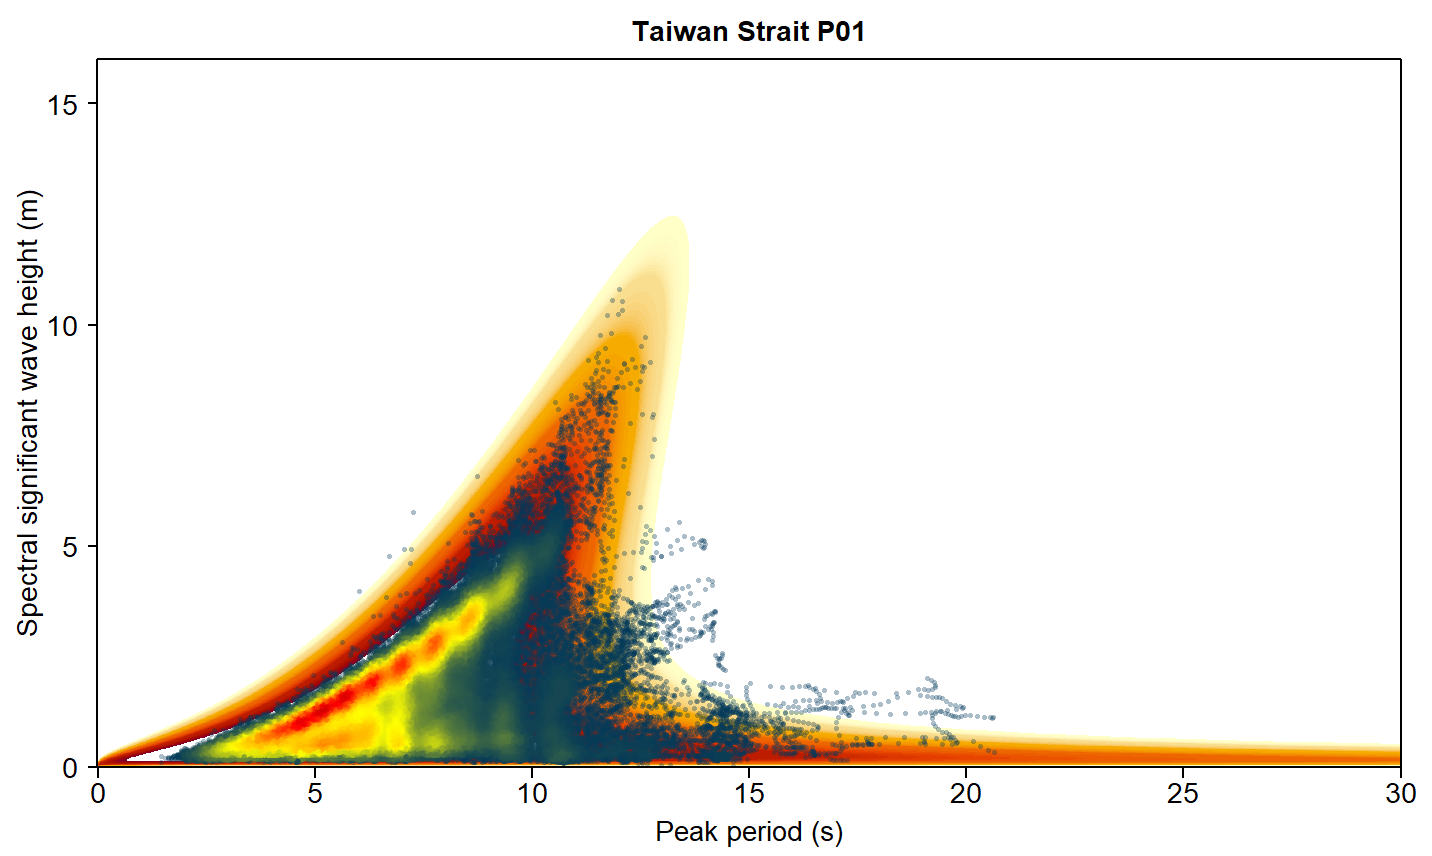 Taiwan Strait P01
Spectral significant wave height (m)
15
10
5
0
0 5 10 15 20 25 30
Peak period (s)